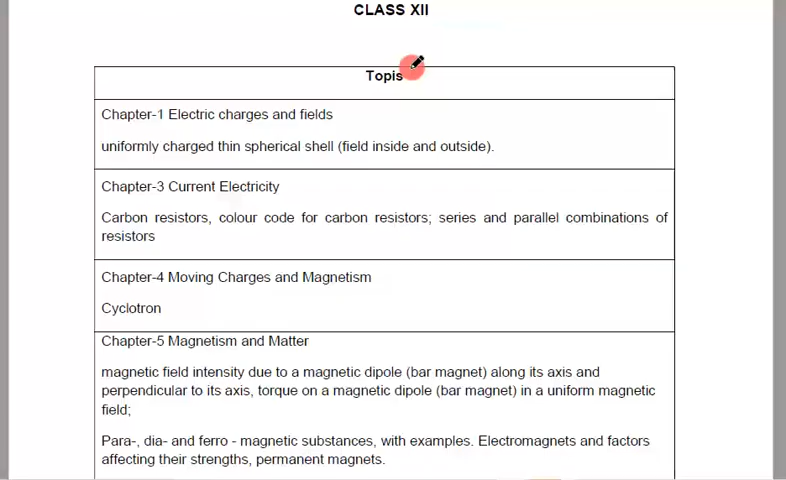 CLASS XII
Topis
Chapter-1 Electric charges and fields
uniformly charged thin spherical shell (field inside and outside).
Chapter-3 Current Electricity
Carbon resistors, colour code for carbon resistors; series and parallel combinations of
resistors
Chapter-4 Moving Charges and Magnetism
Cyclotron
Chapter-5 Magnetism and Matter
magnetic field intensity due to a magnetic dipole (bar magnet) along its axis and
perpendicular to its axis, torque on a magnetic dipole (bar magnet) in a uniform magnetic
field;
Para-, dia- and ferro - magnetic substances, with examples. Electromagnets and factors
affecting their strengths, permanent magnets.